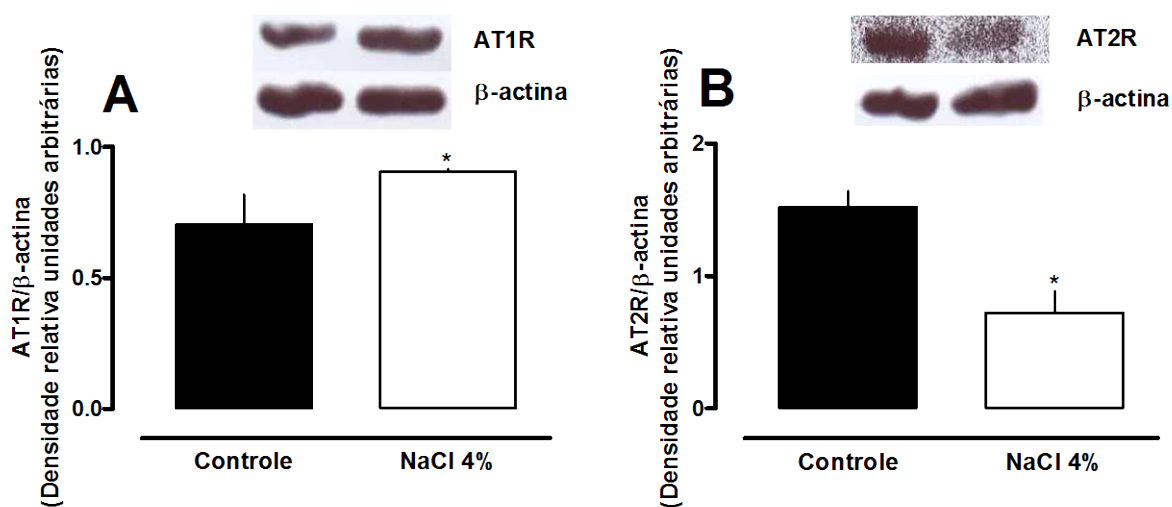 A
AT1R
β-actina
AT1R/β-actina
(Densidade relativa unidades arbitrárias)
1.0
0.5
0.0
*
Controle
NaCl 4%
B
AT2R
β-actina
AT2R/β-actina
(Densidade relativa unidades arbitrárias)
2
1
0
*
Controle
NaCl 4%